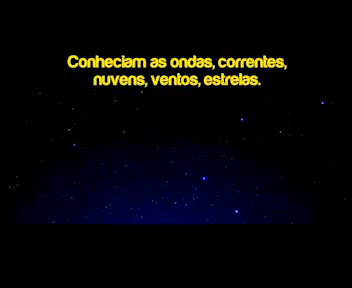 Conheciam as ondas, correntes,
nuvens, ventos, estrelas.